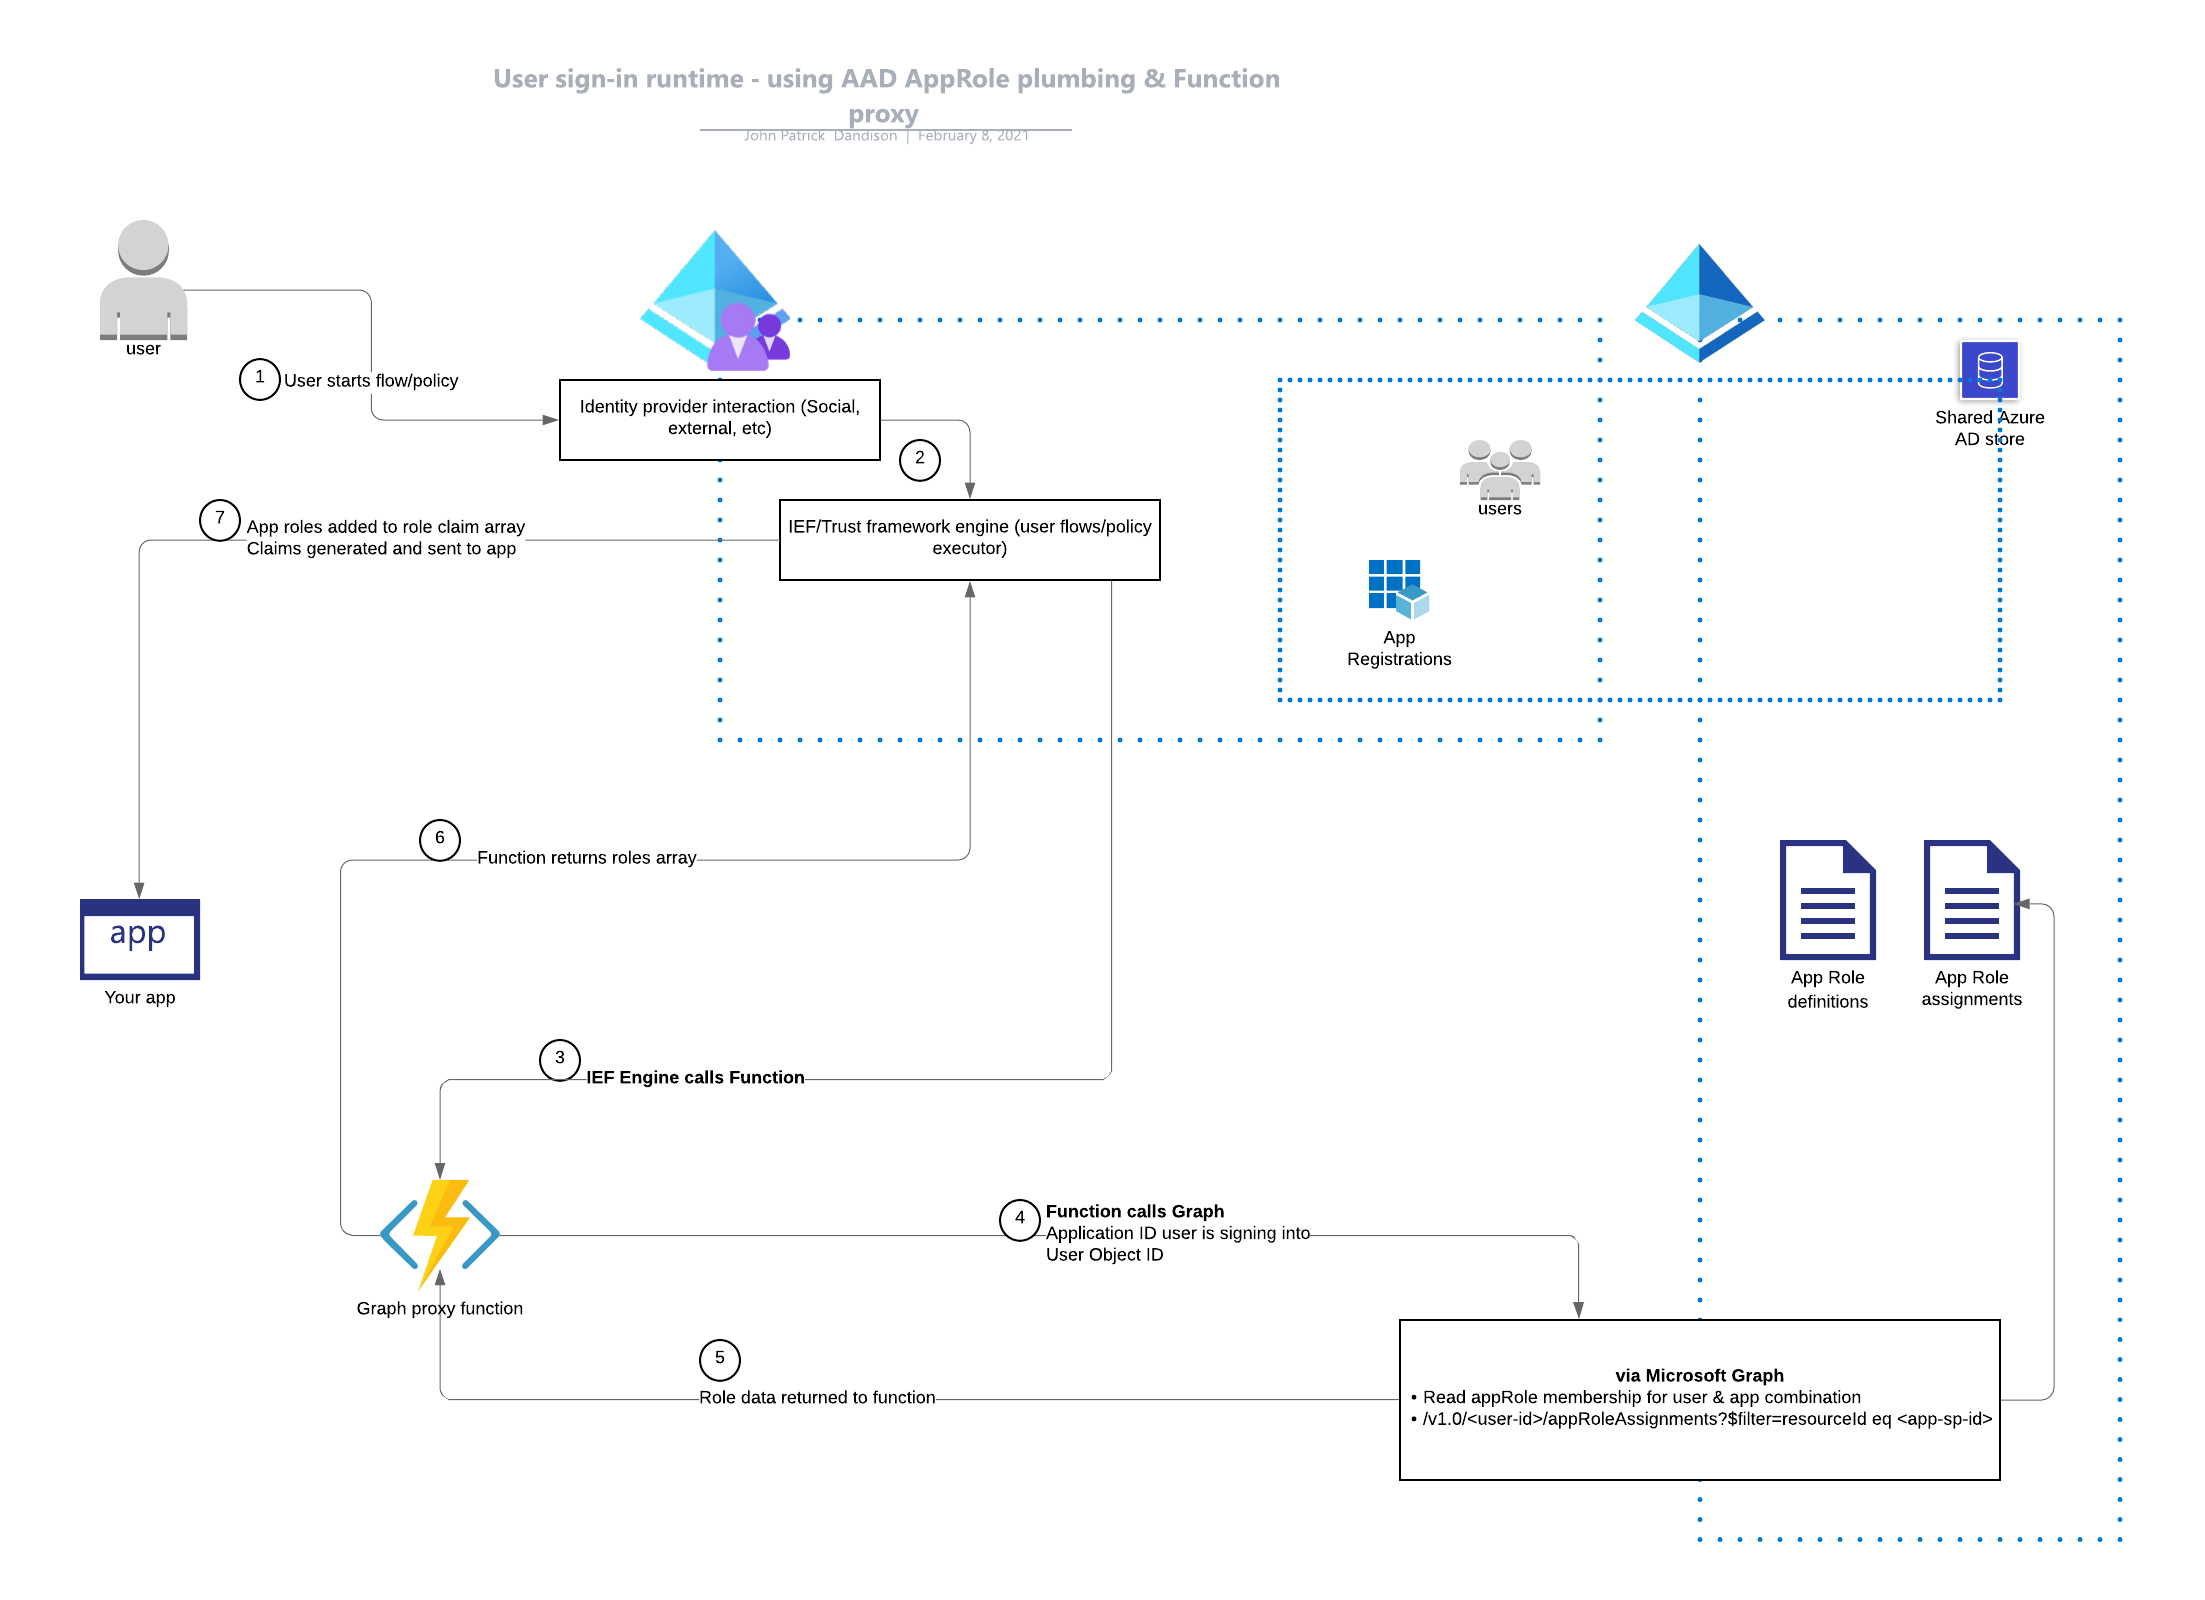 User sign-in runtime - using AAD AppRole plumbing & Function
proxy
John Patrick Dandison | February 8, 2021
user
1
User starts flow/policy
Identity provider interaction (Social,
external, etc)
2
Shared Azure
AD store
users
7
App roles added to role claim array
Claims generated and sent to app
IEF/Trust framework engine (user flows/policy
executor)
App
Registrations
6
Function returns roles array
app
Your app
App Role
definitions
App Role
assignments
3
IEF Engine calls Function
4
Function calls Graph
Application ID user is signing into
User Object ID
Graph proxy function
5
Role data returned to function
via Microsoft Graph
• Read appRole membership for user & app combination
• /v1.0/<user-id>/appRoleAssignments?$filter=resourceId eq <app-sp-id>